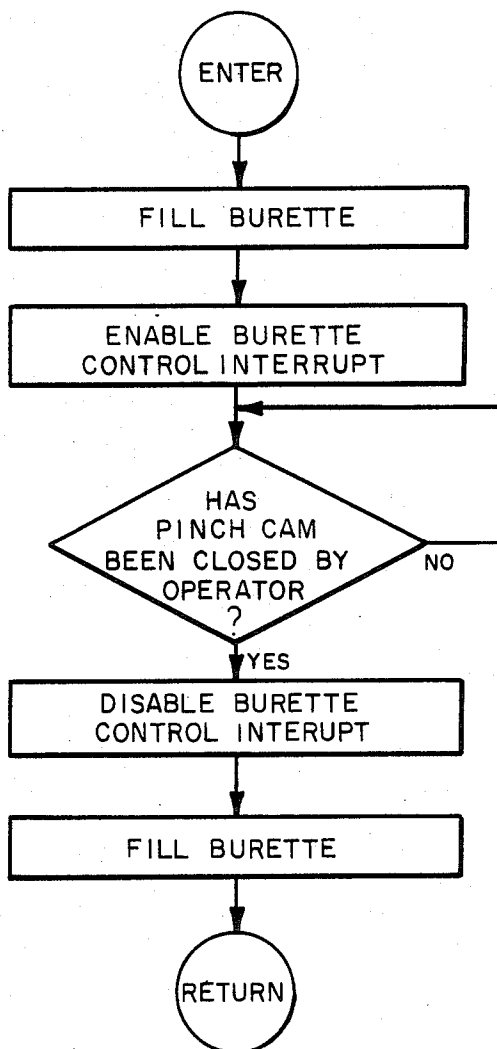 ENTER
FILL BURETTE
ENABLE BURETTE
CONTROL INTERRUPT
HAS
PINCH CAM
BEEN CLOSED BY
OPERATOR
?
NO
YES
DISABLE BURETTE
CONTROL INTERUPT
FILL BURETTE
RETURN